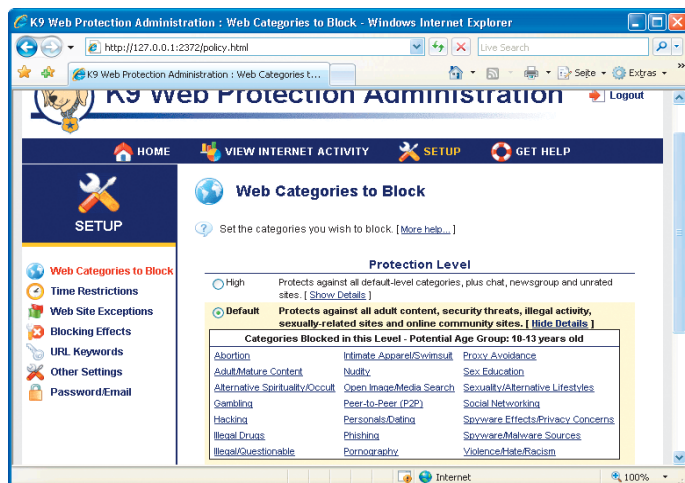 K9 Web Protection Administration : Web Categories to Block - Windows Internet Explorer
http://127.0.0.1:2372/policy.html
Live Search
K9 Web Protection Administration : Web Categories t...
Seite
Extras
»
K9 Web Protection Administration
Logout
HOME
VIEW INTERNET ACTIVITY
SETUP
GET HELP
SETUP
Web Categories to Block
Time Restrictions
Web Site Exceptions
Blocking Effects
URL Keywords
Other Settings
Password/Email
Web Categories to Block
Set the categories you wish to block. [ More help... ]
Protection Level
High Protects against all default-level categories, plus chat, newsgroup and unrated
sites. [ Show Details ]
Default Protects against all adult content, security threats, illegal activity,
sexually-related sites and online community sites. [ Hide Details ]
Categories Blocked in this Level - Potential Age Group: 10-13 years old
Abortion Intimate Apparel/Swimsuit Proxy Avoidance
Adult/Mature Content Nudity Sex Education
Alternative Spirituality/Occult Open Image/Media Search Sexuality/Alternative Lifestyles
Gambling Peer-to-Peer (P2P) Social Networking
Hacking Personals/Dating Spyware Effects/Privacy Concerns
Illegal Drugs Phishing Spyware/Malware Sources
Illegal/Questionable Pornography Violence/Hate/Racism
Internet
100%